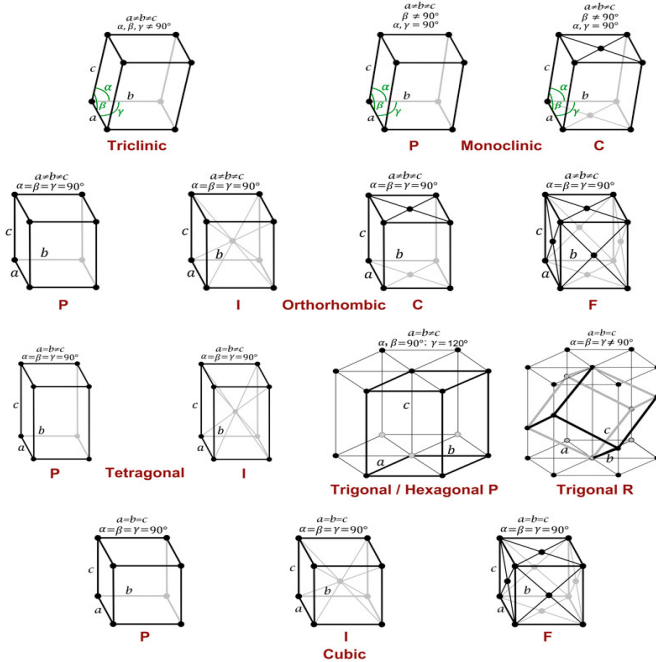 a≠b≠c
α, β, γ ≠ 90°
c
α
β
γ
a
b
Triclinic
a≠b≠c
β ≠ 90°
α, γ = 90°
c
α
β
γ
a
b
P
Monoclinic
a≠b≠c
β ≠ 90°
α, γ = 90°
c
α
β
γ
a
b
C
a≠b≠c
α=β=γ=90°
c
b
a
P
a≠b≠c
α=β=γ=90°
c
b
a
I
Orthorhombic
a≠b≠c
α=β=γ=90°
c
b
a
C
a≠b≠c
α=β=γ=90°
c
b
a
F
a=b≠c
α=β=γ=90°
c
b
a
P
Tetragonal
a≠b≠c
α=β=γ=90°
c
b
a
I
a=b≠c
α, β=90°; γ=120°
c
b
a
Trigonal / Hexagonal P
a=b=c
α=β=γ≠ 90°
c
c
a
b
Trigonal R
a=b=c
α=β=γ=90°
c
b
a
P
a=b=c
α=β=γ=90°
c
b
a
I
Cubic
a=b=c
α=β=γ=90°
c
b
a
F